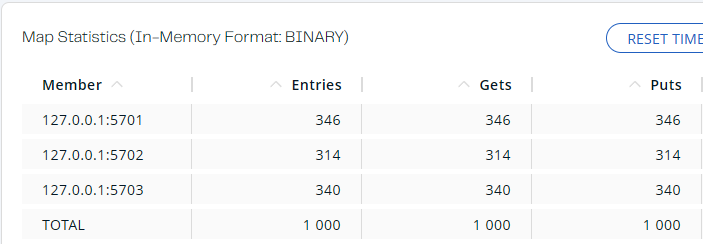 Map Statistics (In-Memory Format: BINARY)
RESET TIME
Member Entries Gets Puts
127.0.0.1:5701 346 346 346
127.0.0.1:5702 314 314 314
127.0.0.1:5703 340 340 340
TOTAL 1 000 1 000 1 000